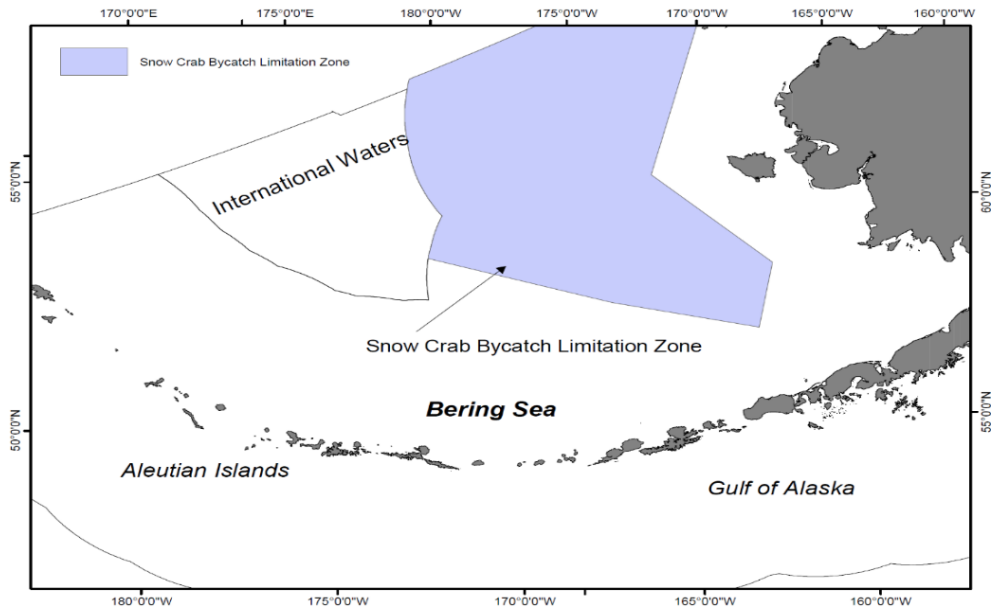 170°0'0"E
175°0'0"E
180°0'0"W
175°0'0"W
170°0'0"W
165°0'0"W
160°0'0"W
Snow Crab Bycatch Limitation Zone
International Waters
55°0'0"N
60°0'0"N
Snow Crab Bycatch Limitation Zone
Bering Sea
50°0'0"N
55°0'0"N
Aleutian Islands
Gulf of Alaska
180°0'0"W
175°0'0"W
170°0'0"W
165°0'0"W
160°0'0"W